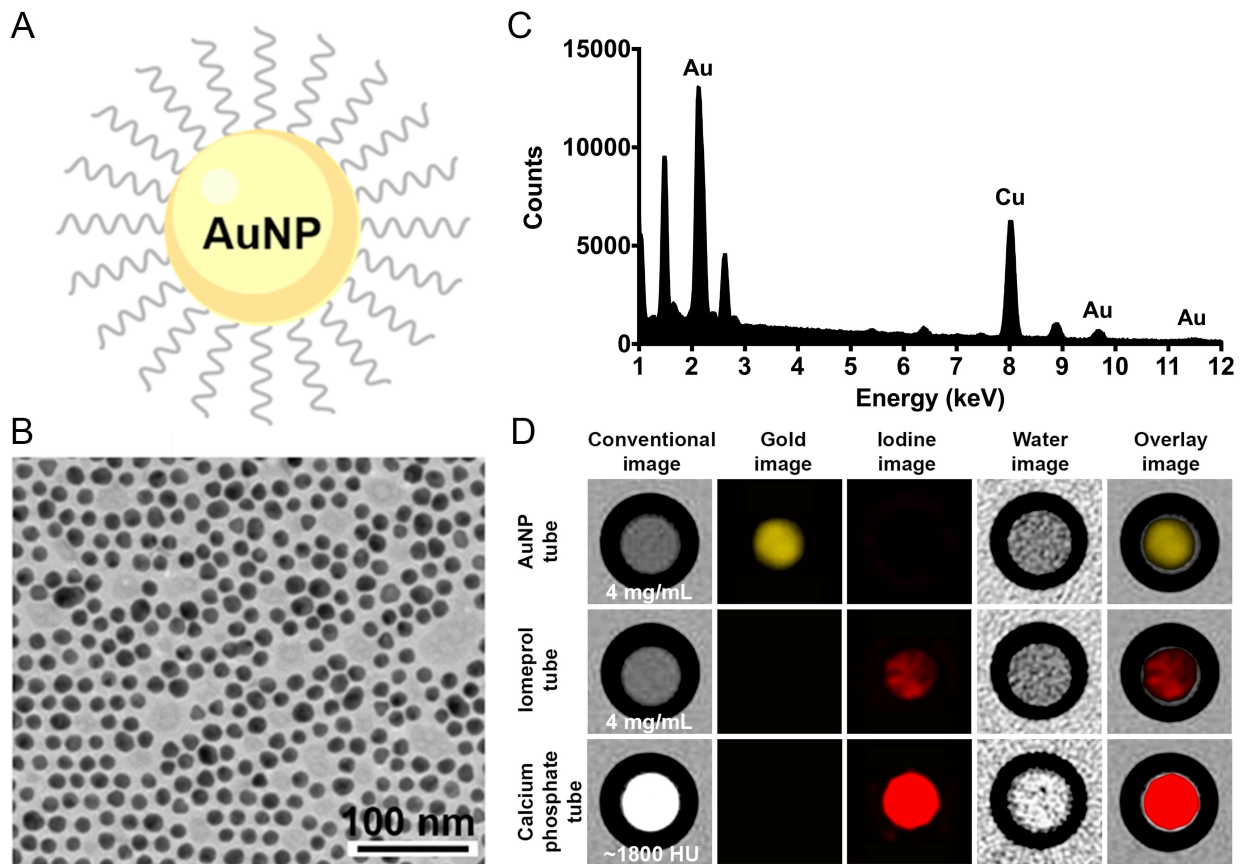 A
AuNP
B
100 nm
C
15000
10000
5000
0
Counts
Au
Cu
Au
Au
1 2 3 4 5 6 7 8 9 10 11 12
Energy (keV)
D
Conventional
image
Gold
image
Iodine
image
Water
image
Overlay
image
AuNP
tube
4 mg/mL
Iomeprol
tube
4 mg/mL
Calcium
phosphate
tube
~1800 HU